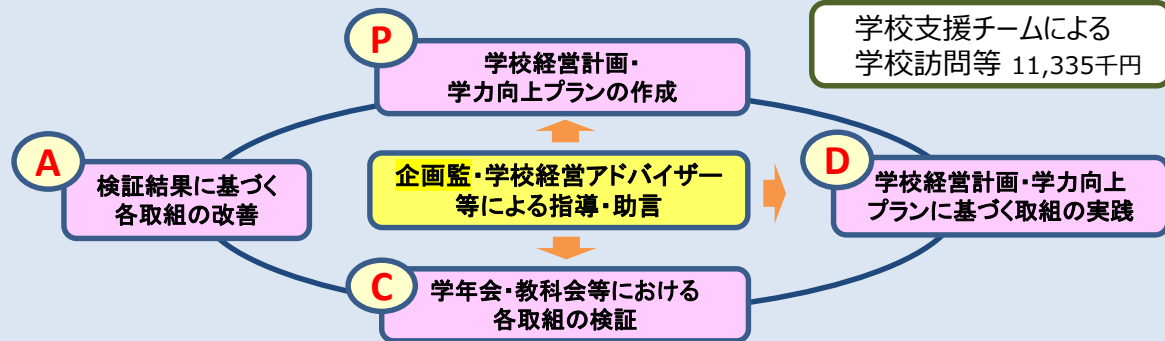 P
学校経営計画・
学力向上プランの作成
学校支援チームによる
学校訪問等 11,335千円
A
検証結果に基づく
各取組の改善
企画監・学校経営アドバイザー
等による指導・助言
D
学校経営計画・学力向上
プランに基づく取組の実践
C
学年会・教科会等における
各取組の検証